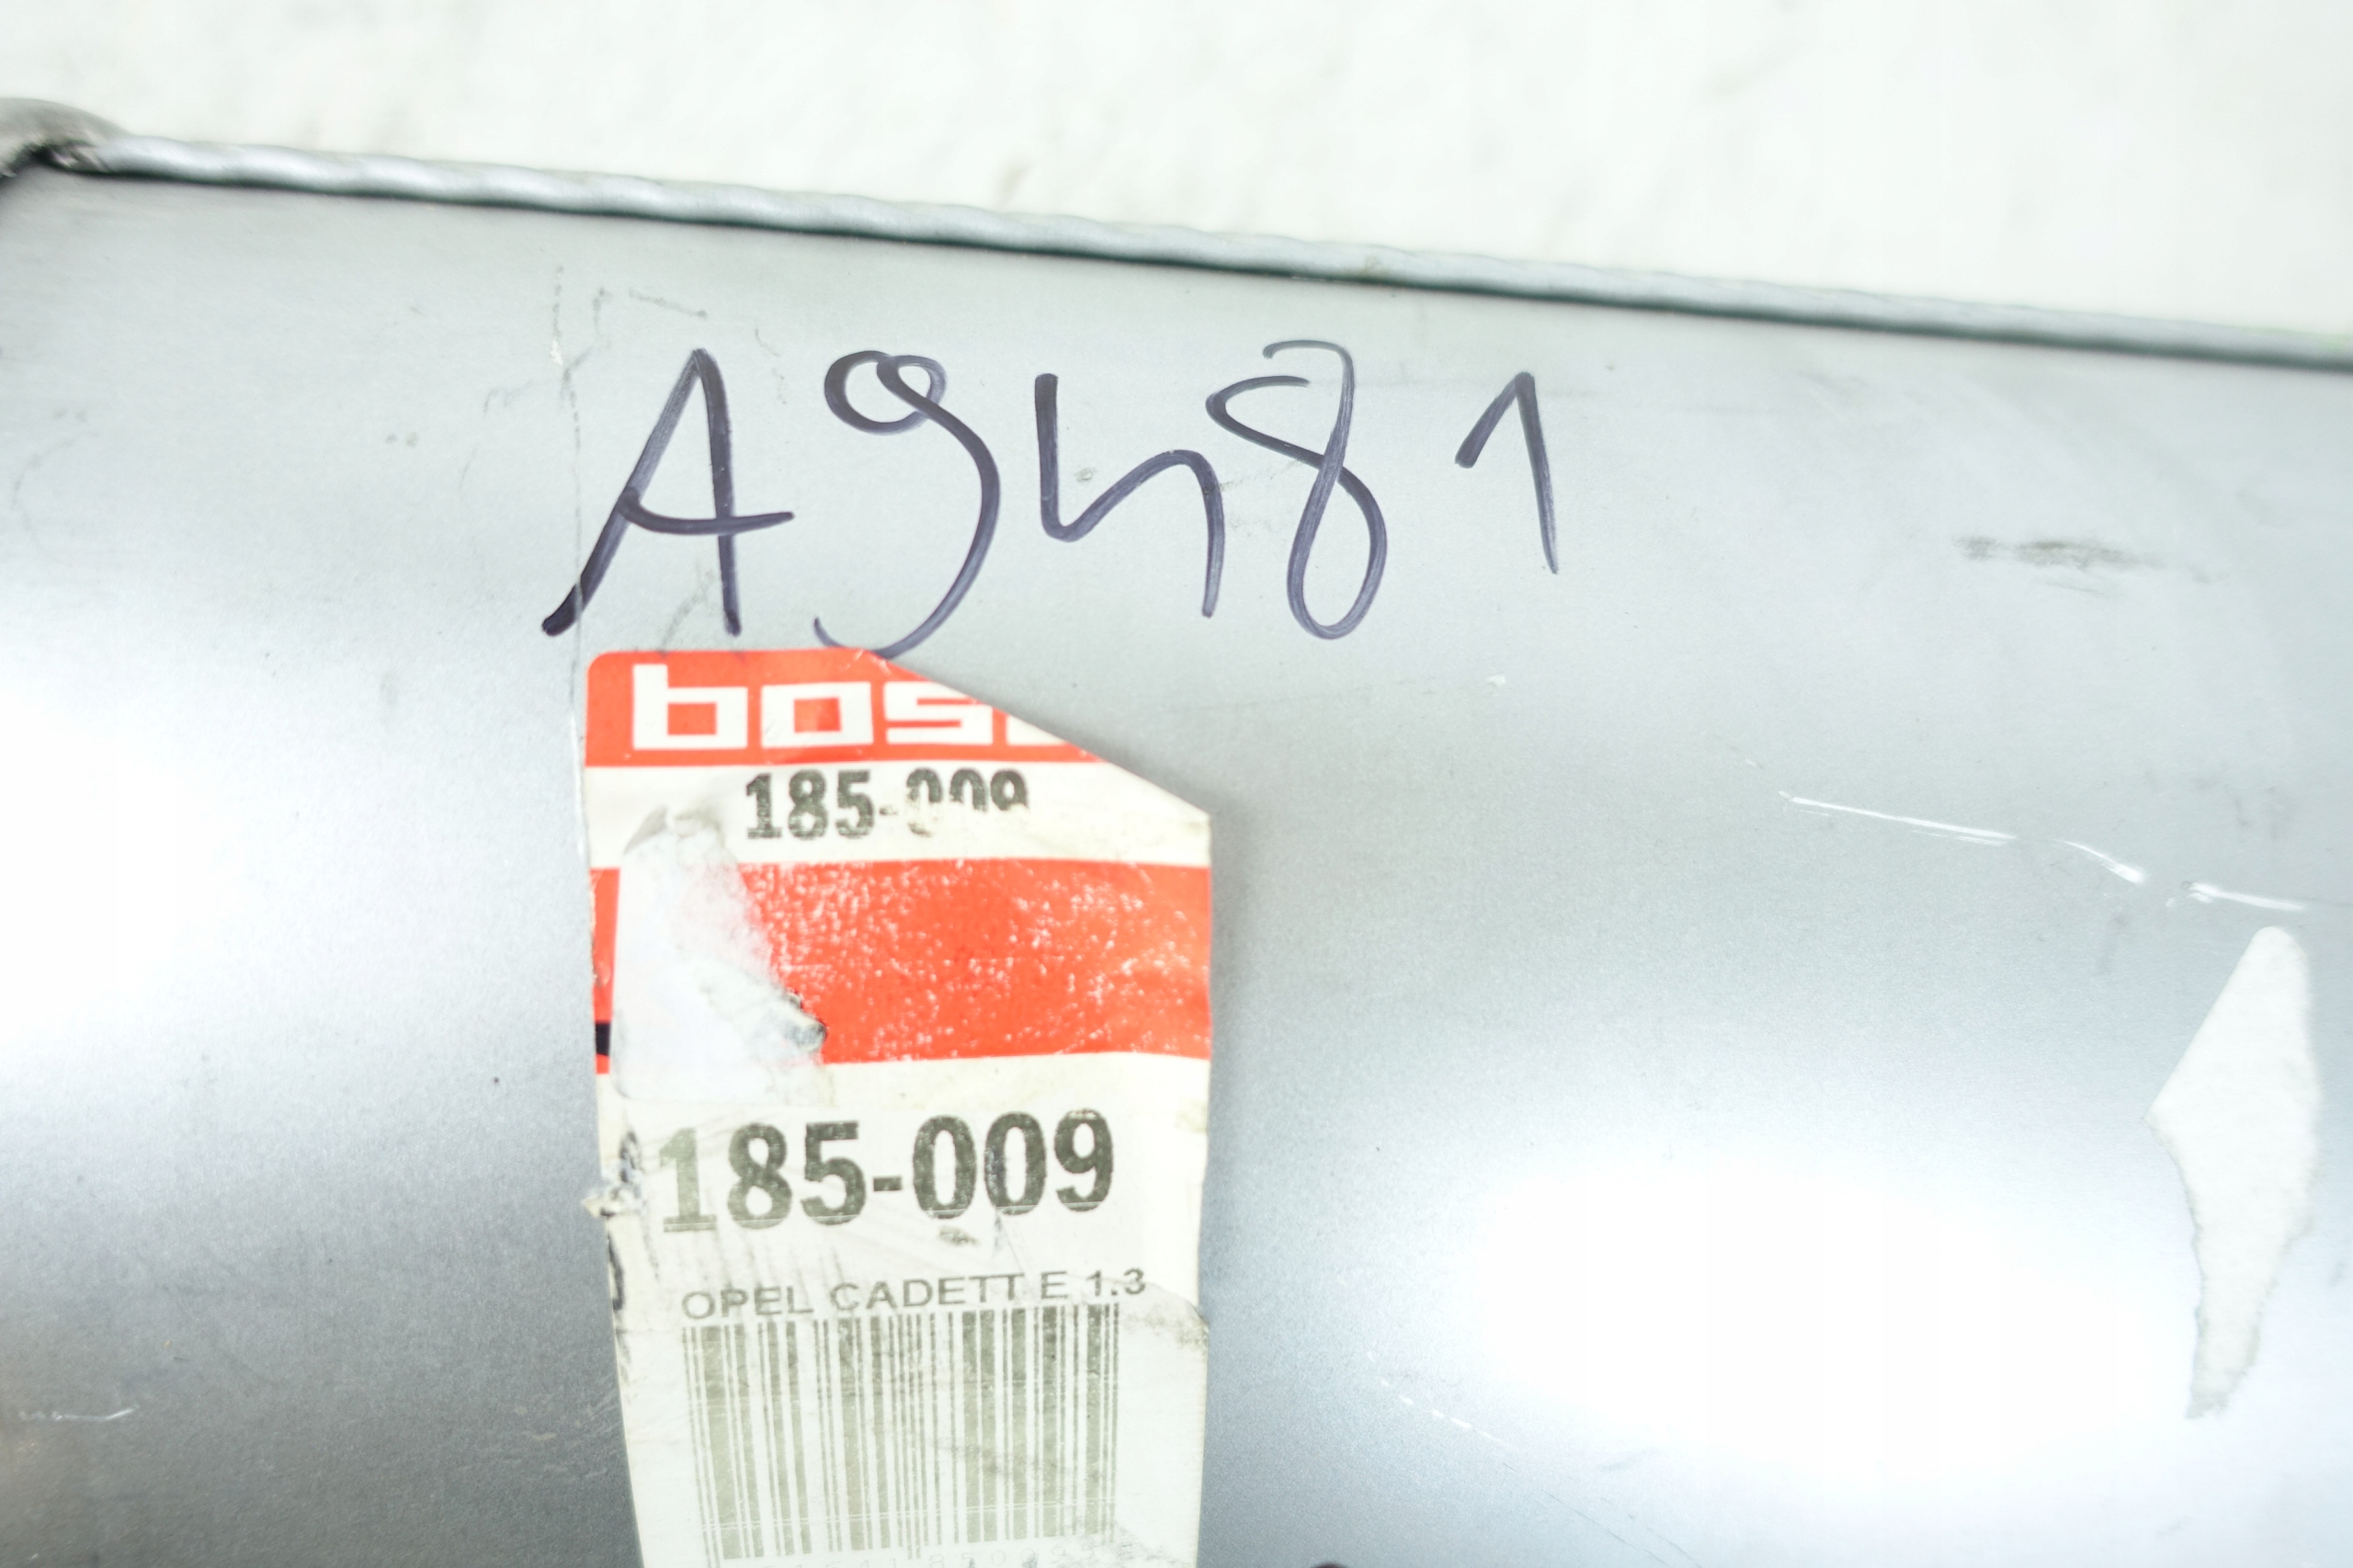 A9481
bos
185-009
185-009
OPEL CADETT E 1.3